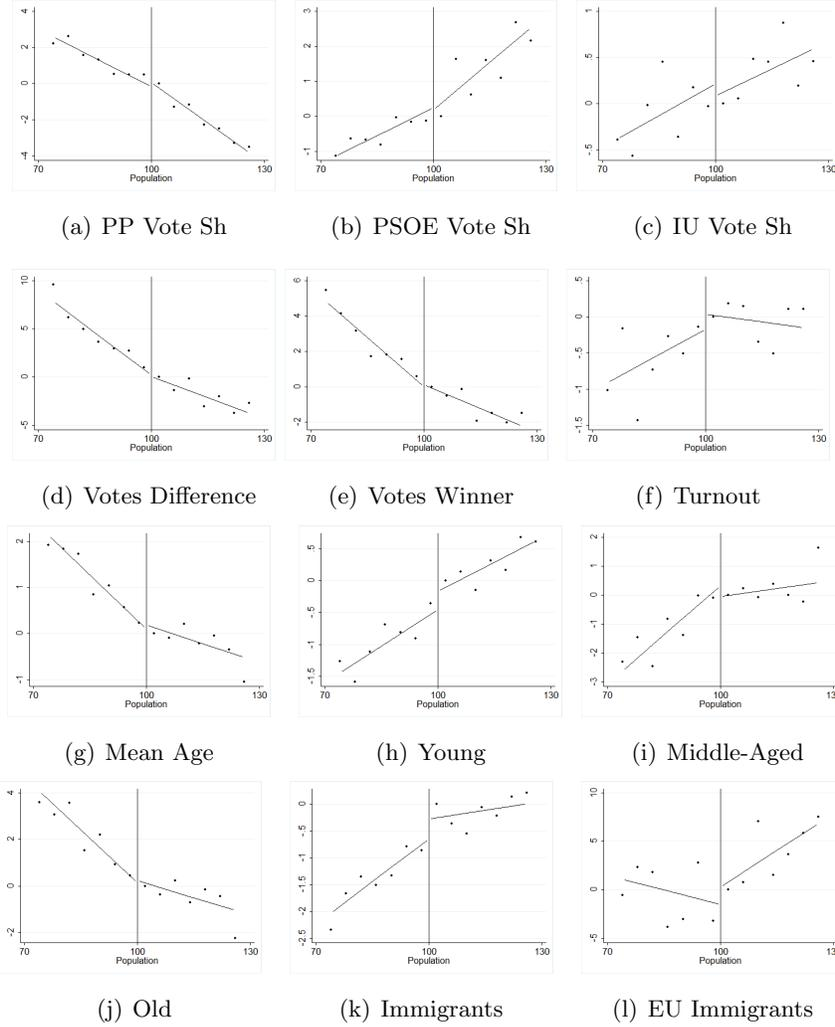 4
2
0
-2
-4
70 100 130
Population
3
2
1
0
-1
70 100 130
Population
1
.5
0
-.5
70 100 130
Population
(a) PP Vote Sh
(b) PSOE Vote Sh
(c) IU Vote Sh
10
5
0
-5
70 100 130
Population
6
4
2
0
-2
70 100 130
Population
.5
0
-.5
-1
-1.5
70 100 130
Population
(d) Votes Difference
(e) Votes Winner
(f) Turnout
2
1
0
-1
70 100 130
Population
.5
0
-.5
-1
-1.5
70 100 130
Population
2
1
0
-1
-2
-3
70 100 130
Population
(g) Mean Age
(h) Young
(i) Middle-Aged
4
2
0
-2
70 100 130
Population
0
-.5
-1
-1.5
-2
-2.5
70 100 130
Population
10
5
0
-5
70 100 130
Population
(j) Old
(k) Immigrants
(l) EU Immigrants